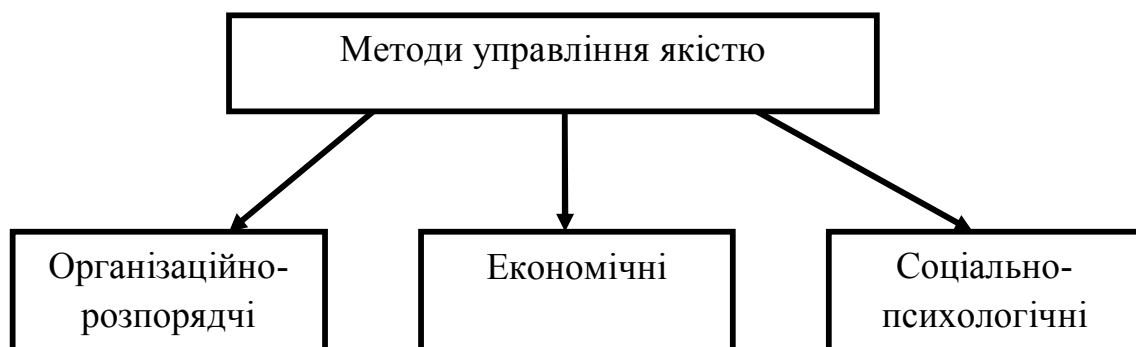 Методи управління якістю
Організаційно-
розпорядчі
Економічні
Соціально-
психологічні